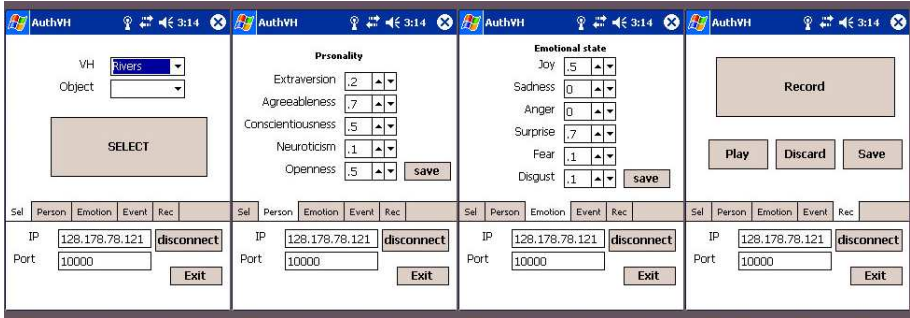 AuthVH 3:14
VH Rivers
Object
SELECT
Sel Person Emotion Event Rec
IP 128.178.78.121 disconnect
Port 10000
Exit
AuthVH 3:14
Prsonality
Extraversion .2
Agreeableness .7
Conscientiousness .5
Neuroticism .1
Openness .5 save
Sel Person Emotion Event Rec
IP 128.178.78.121 disconnect
Port 10000
Exit
AuthVH 3:14
Emotional state
Joy .5
Sadness 0
Anger 0
Surprise .7
Fear .1
Disgust .1 save
Sel Person Emotion Event Rec
IP 128.178.78.121 disconnect
Port 10000
Exit
AuthVH 3:14
Record
Play Discard Save
Sel Person Emotion Event Rec
IP 128.178.78.121 disconnect
Port 10000
Exit